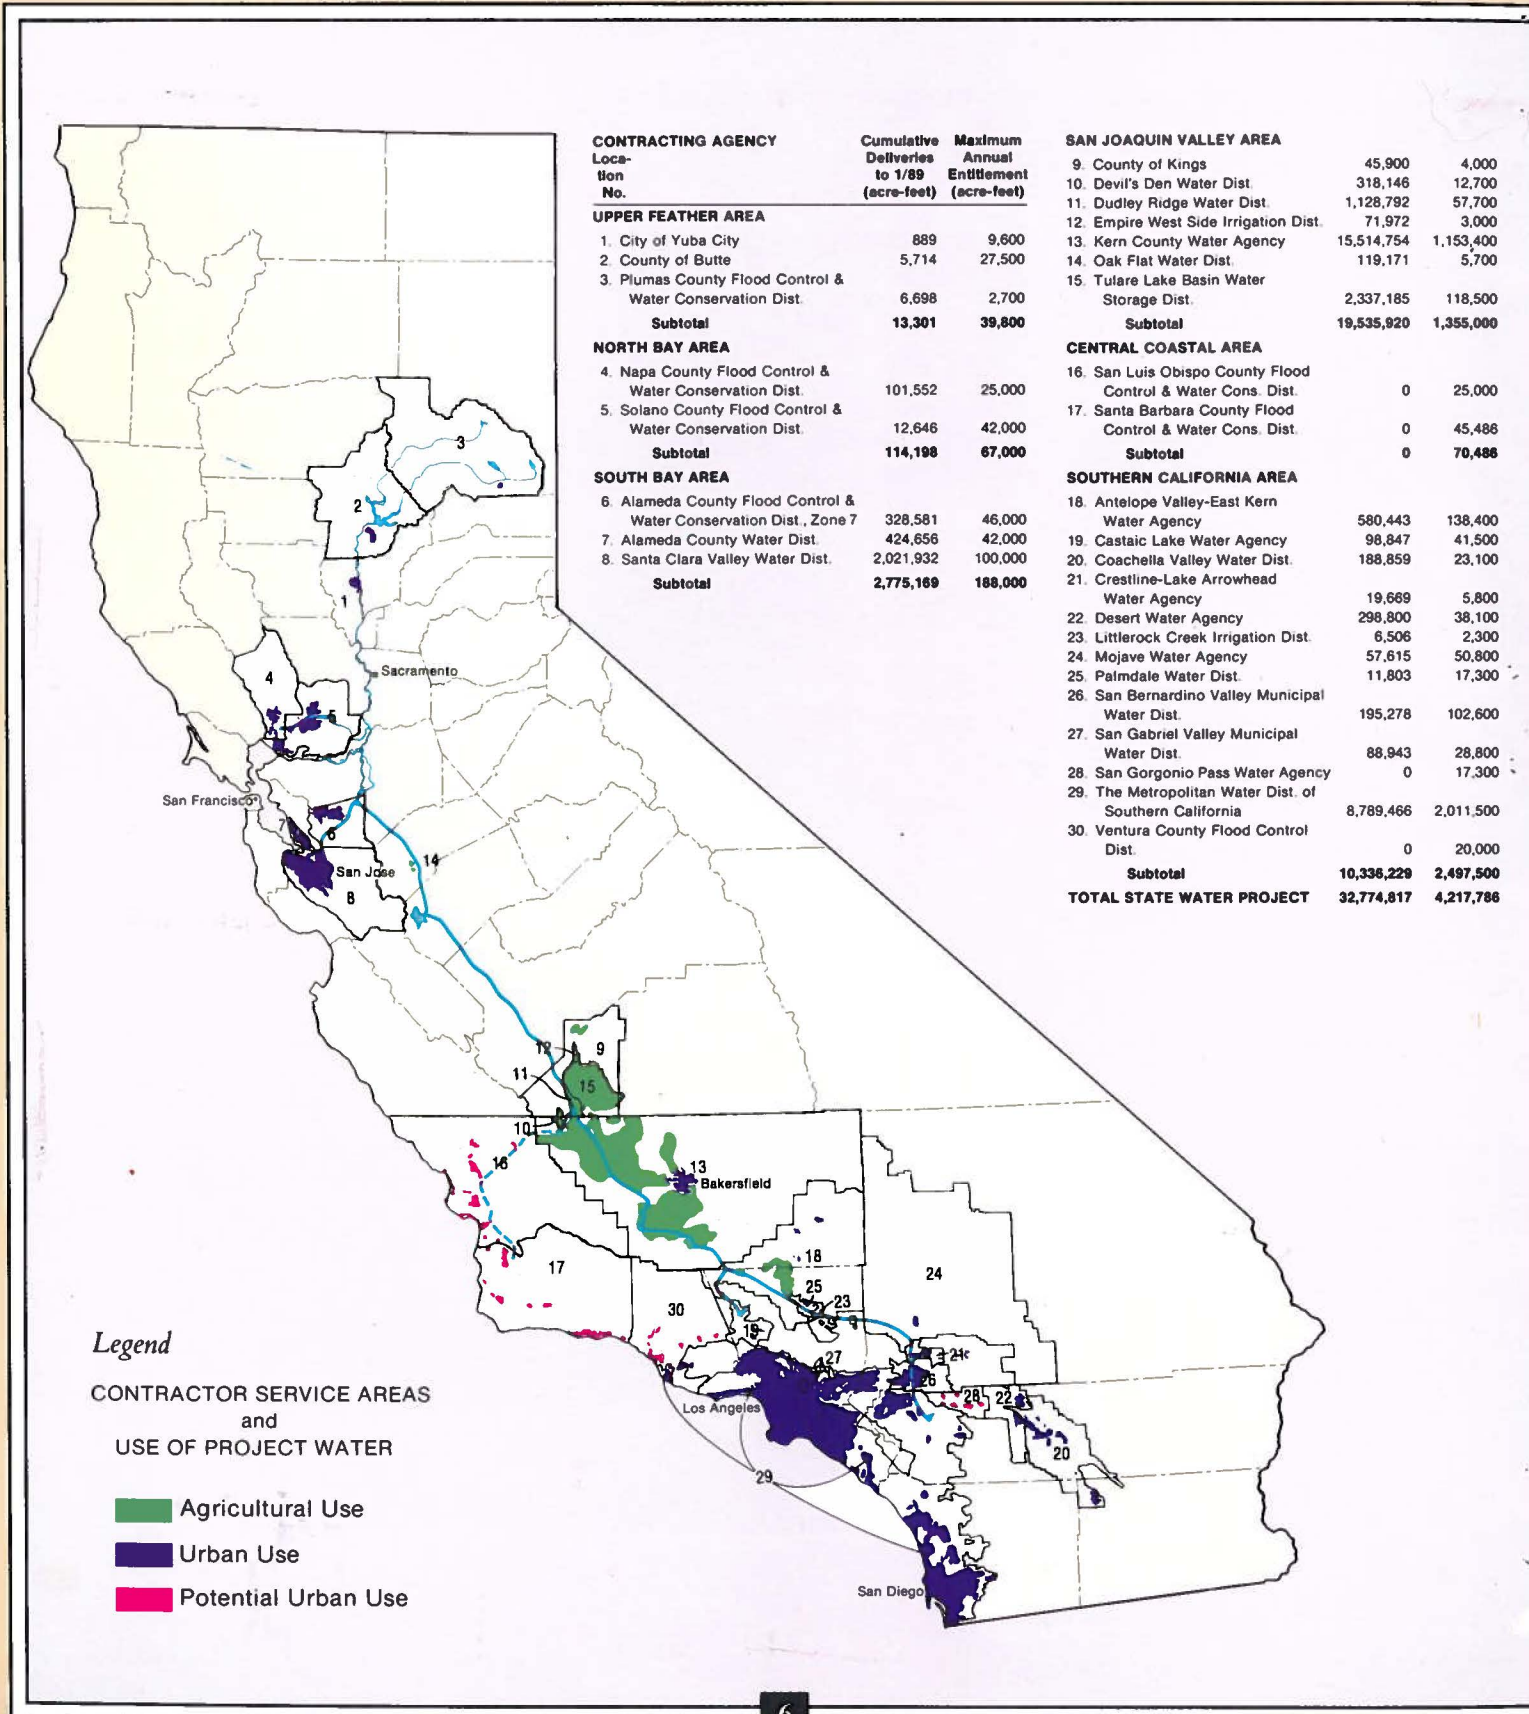 CONTRACTING AGENCY
Loca-
tion
No.
Cumulative
Deliveries
to 1/89
(acre-feet)
Maximum
Annual
Entitlement
(acre-feet)
UPPER FEATHER AREA
1. City of Yuba City 889 9,600
2. County of Butte 5,714 27,500
3. Plumas County Flood Control &
Water Conservation Dist. 6,698 2,700
Subtotal 13,301 39,800
NORTH BAY AREA
4. Napa County Flood Control &
Water Conservation Dist. 101,552 25,000
5. Solano County Flood Control &
Water Conservation Dist. 12,646 42,000
Subtotal 114,198 67,000
SOUTH BAY AREA
6. Alameda County Flood Control &
Water Conservation Dist., Zone 7 328,581 46,000
7. Alameda County Water Dist. 424,656 42,000
8. Santa Clara Valley Water Dist. 2,021,932 100,000
Subtotal 2,775,169 188,000
SAN JOAQUIN VALLEY AREA
9. County of Kings 45,900 4,000
10. Devil's Den Water Dist. 318,146 12,700
11. Dudley Ridge Water Dist. 1,128,792 57,700
12. Empire West Side Irrigation Dist. 71,972 3,000
13. Kern County Water Agency 15,514,754 1,153,400
14. Oak Flat Water Dist. 119,171 5,700
15. Tulare Lake Basin Water
Storage Dist. 2,337,185 118,500
Subtotal 19,535,920 1,355,000
CENTRAL COASTAL AREA
16. San Luis Obispo County Flood
Control & Water Cons. Dist. 0 25,000
17. Santa Barbara County Flood
Control & Water Cons. Dist. 0 45,486
Subtotal 0 70,486
SOUTHERN CALIFORNIA AREA
18. Antelope Valley-East Kern
Water Agency 580,443 138,400
19. Castaic Lake Water Agency 98,847 41,500
20. Coachella Valley Water Dist. 188,859 23,100
21. Crestline-Lake Arrowhead
Water Agency 19,669 5,800
22. Desert Water Agency 298,800 38,100
23. Littlerock Creek Irrigation Dist. 6,506 2,300
24. Mojave Water Agency 57,615 50,800
25. Palmdale Water Dist. 11,803 17,300
26. San Bernardino Valley Municipal
Water Dist. 195,278 102,600
27. San Gabriel Valley Municipal
Water Dist. 88,943 28,800
28. San Gorgonio Pass Water Agency 0 17,300
29. The Metropolitan Water Dist. of
Southern California 8,789,466 2,011,500
30. Ventura County Flood Control
Dist. 0 20,000
Subtotal 10,336,229 2,497,500
TOTAL STATE WATER PROJECT 32,774,817 4,217,786
3
2
1
Sacramento
4
5
San Francisco
7
6
14
San Jose
8
12
9
11
15
10
16
13
Bakersfield
18
17
24
25
23
30
19
21
27
26
28
22
Los Angeles
20
29
San Diego
Legend
CONTRACTOR SERVICE AREAS
and
USE OF PROJECT WATER
Agricultural Use
Urban Use
Potential Urban Use
6